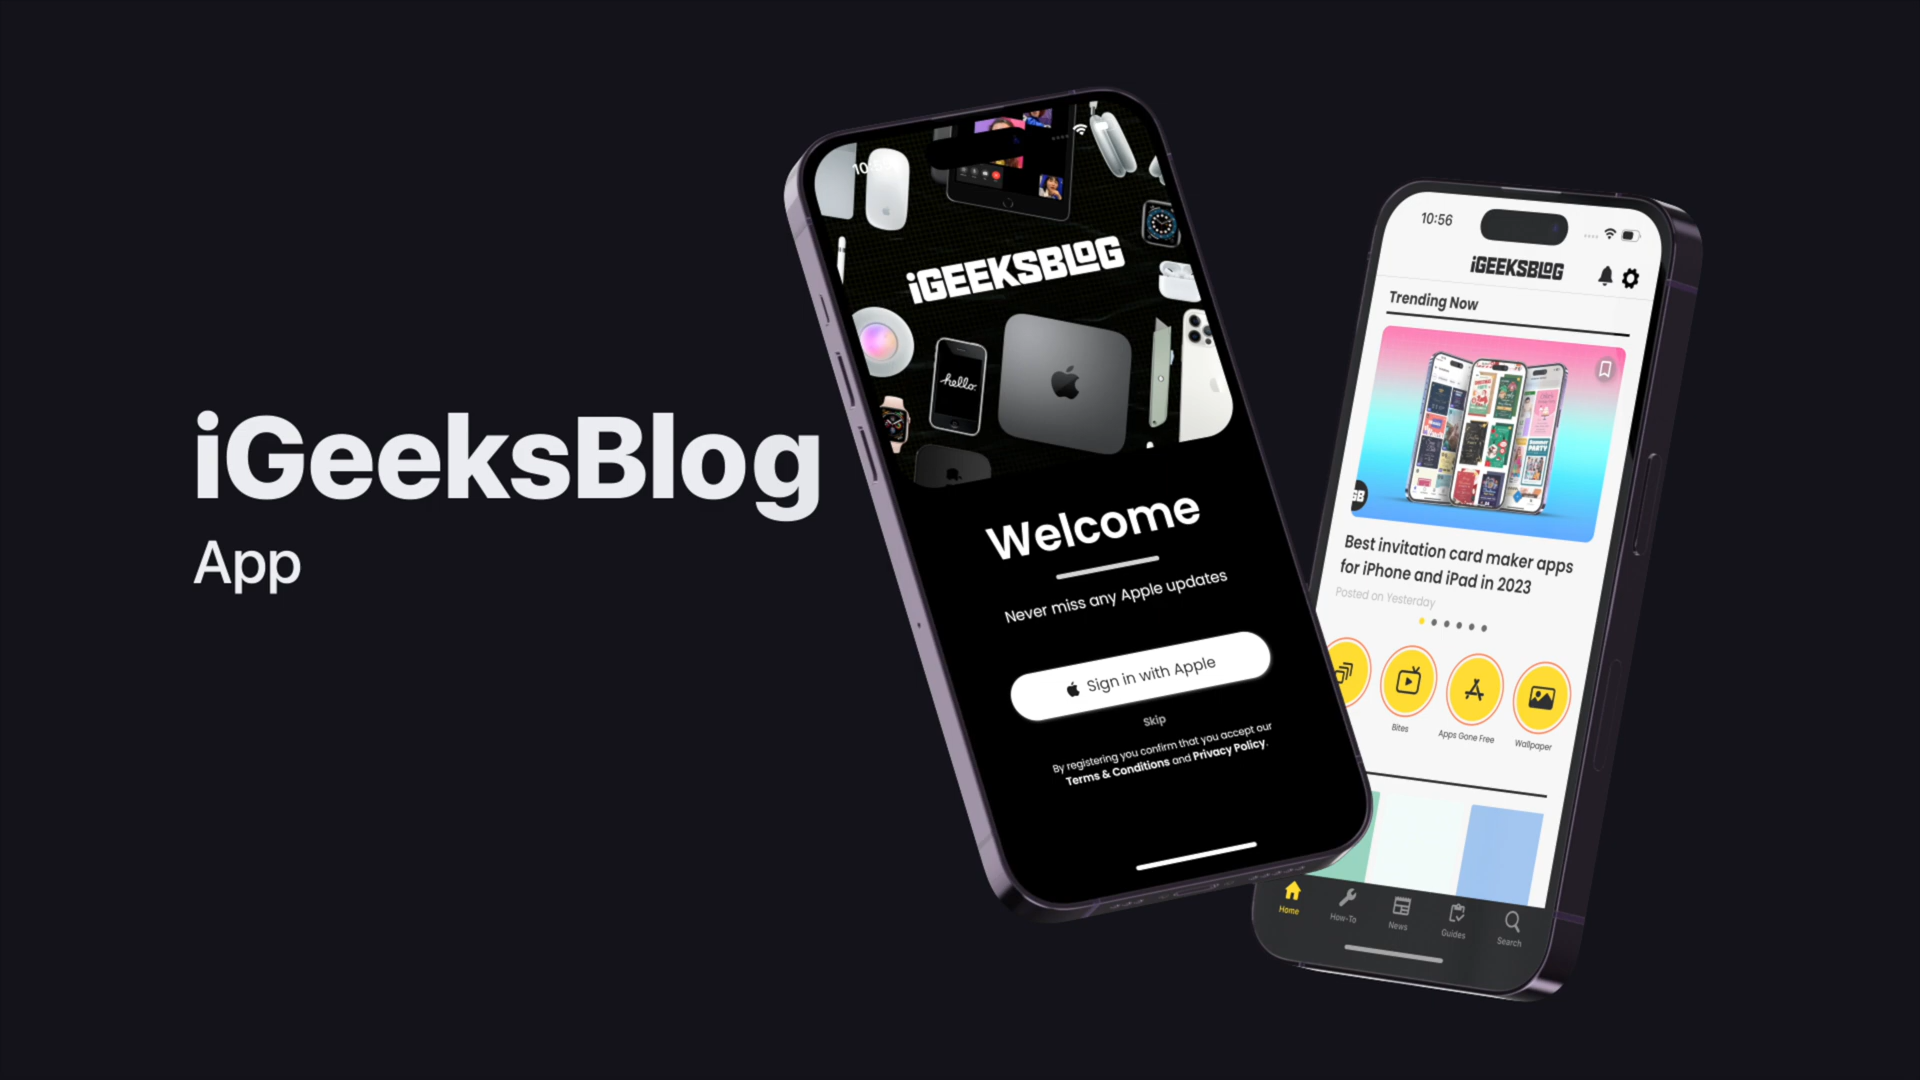 iGeeksBlog
App
iGEEKSBLOG
hello.
Welcome
Never miss any Apple updates
Sign in with Apple
Skip
By registering you confirm that you accept our
Terms & Conditions and Privacy Policy.
10:56
iGEEKSBLOG
Trending Now
Best invitation card maker apps
for iPhone and iPad in 2023
Posted on Yesterday
Bites
Apps Gone Free
Wallpaper
Home
How-To
News
Guides
Search